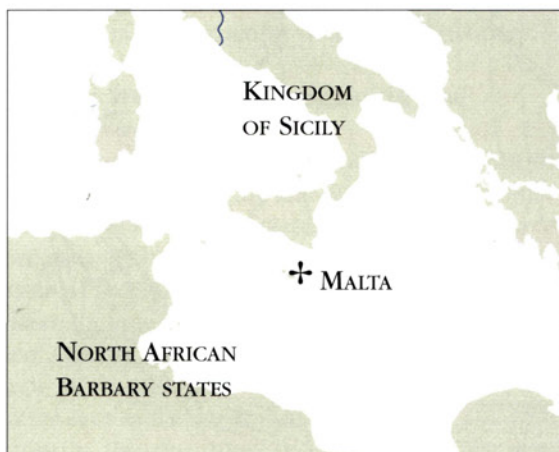 KINGDOM
OF SICILY
MALTA
NORTH AFRICAN
BARBARY STATES